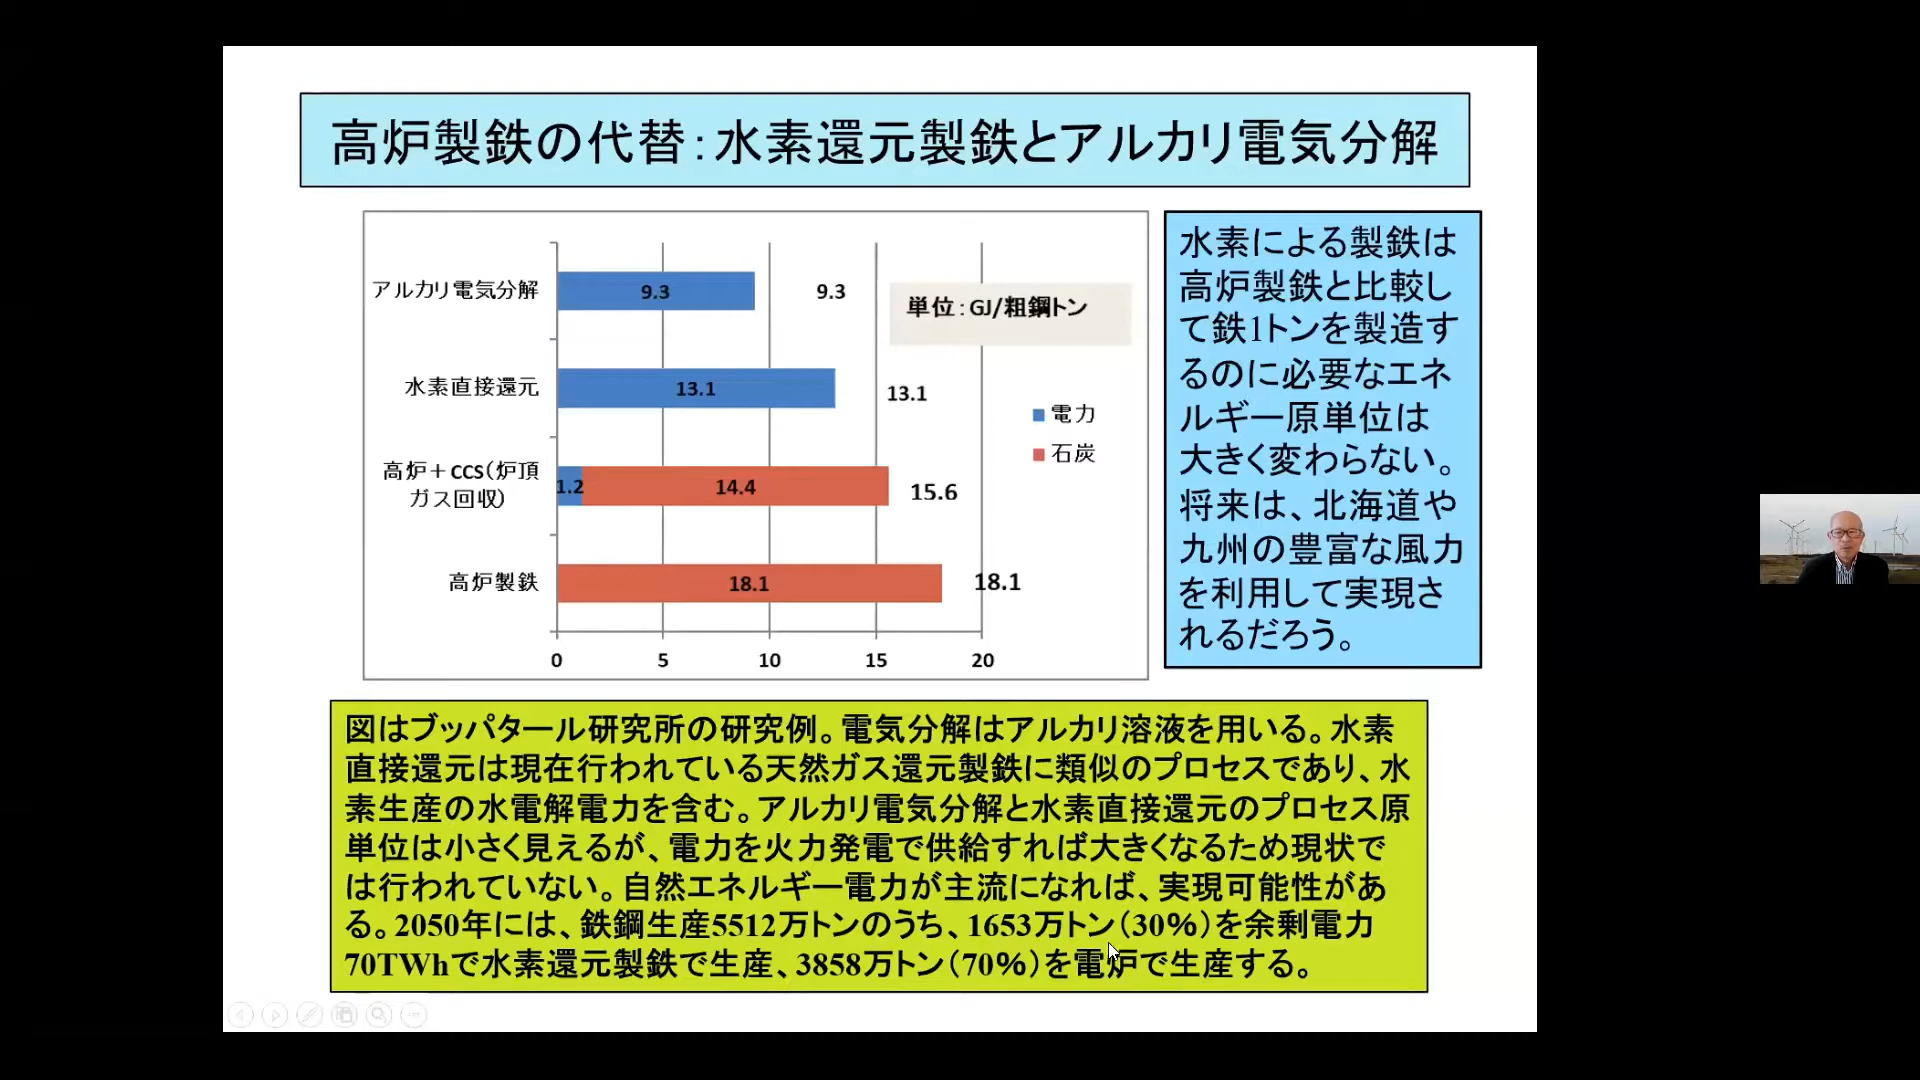 高炉製鉄の代替：水素還元製鉄とアルカリ電気分解
アルカリ電気分解
9.3
9.3
単位：GJ/粗鋼トン
水素直接還元
13.1
13.1
電力
石炭
高炉＋CCS（炉頂
ガス回収）
1.2
14.4
15.6
高炉製鉄
18.1
18.1
0
5
10
15
20
水素による製鉄は
高炉製鉄と比較し
て鉄1トンを製造す
るのに必要なエネ
ルギー原単位は
大きく変わらない。
将来は、北海道や
九州の豊富な風力
を利用して実現さ
れるだろう。
図はブッパタール研究所の研究例。電気分解はアルカリ溶液を用いる。水素
直接還元は現在行われている天然ガス還元製鉄に類似のプロセスであり、水
素生産の水電解電力を含む。アルカリ電気分解と水素直接還元のプロセス原
単位は小さく見えるが、電力を火力発電で供給すれば大きくなるため現状で
は行われていない。自然エネルギー電力が主流になれば、実現可能性があ
る。2050年には、鉄鋼生産5512万トンのうち、1653万トン（30%）を余剰電力
70TWhで水素還元製鉄で生産、3858万トン（70%）を電炉で生産する。